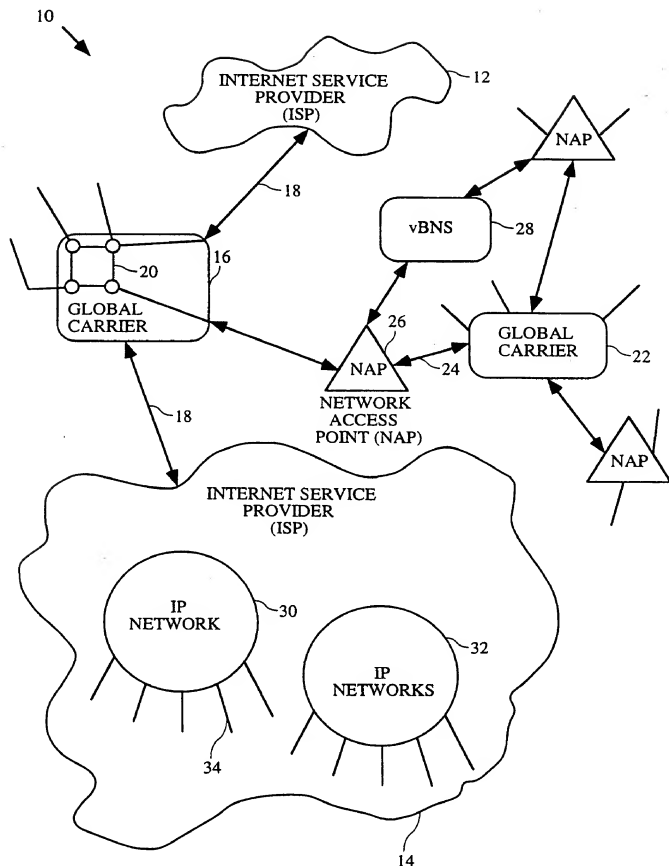 10
INTERNET SERVICE
PROVIDER
(ISP)
12
NAP
18
vBNS
28
20
16
GLOBAL
CARRIER
26
NAP
24
GLOBAL
CARRIER
22
NETWORK
ACCESS
POINT (NAP)
18
NAP
INTERNET SERVICE
PROVIDER
(ISP)
IP
NETWORK
30
IP
NETWORKS
32
34
14